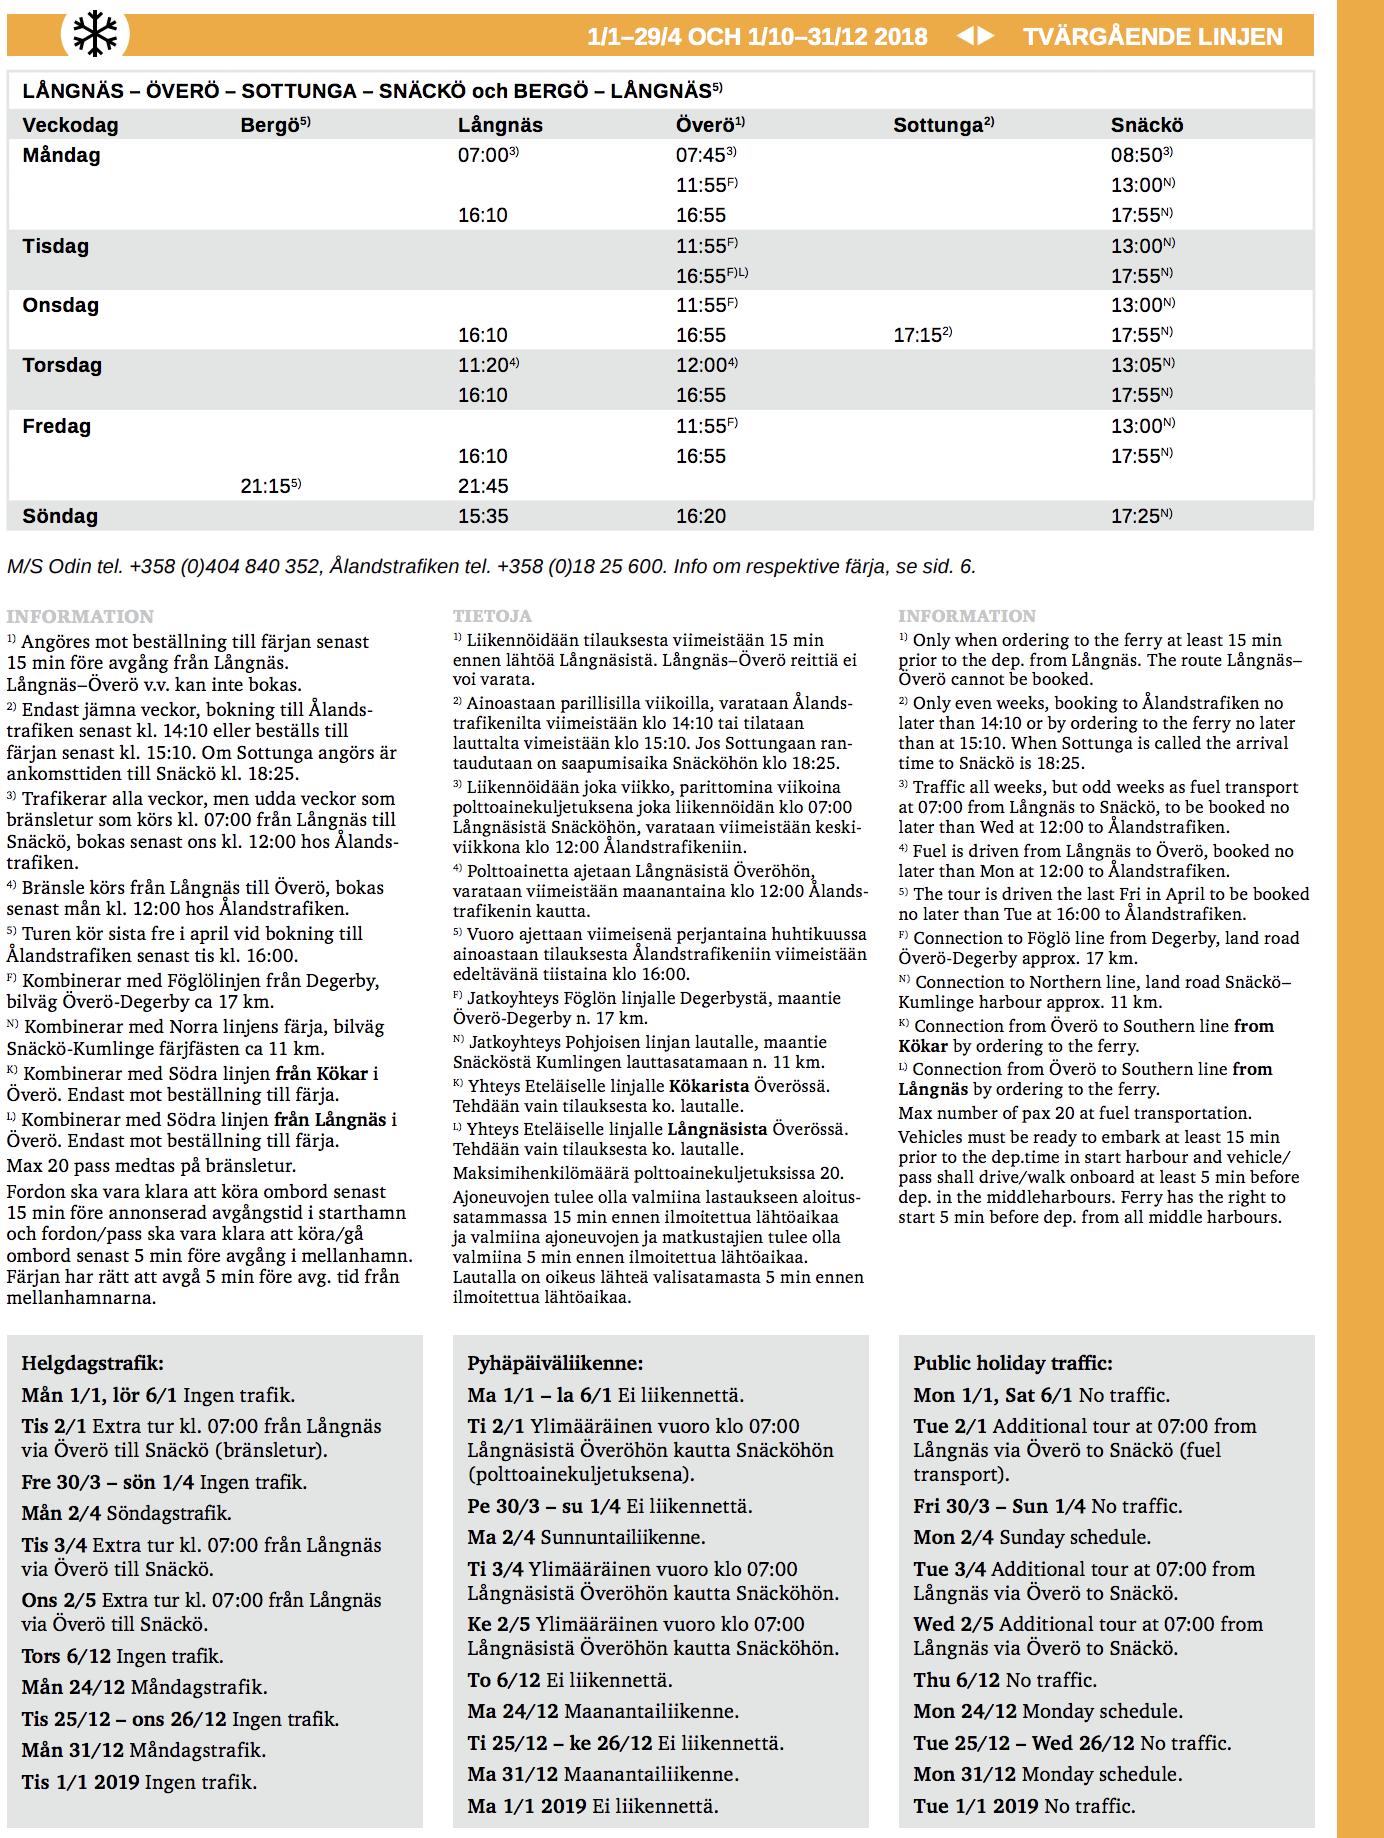 1/1–29/4 OCH 1/10–31/12 2018 ◀▶ TVÄRGÅENDE LINJEN
LÅNGNÄS – ÖVERÖ – SOTTUNGA – SNÄCKÖ och BERGÖ – LÅNGNÄS5)
Veckodag Bergö5) Långnäs Överö1) Sottunga2) Snäckö
Måndag 07:003) 07:453) 08:503)
11:55F) 13:00N)
16:10 16:55 17:55N)
Tisdag 11:55F) 13:00N)
16:55F)L) 17:55N)
Onsdag 11:55F) 13:00N)
16:10 16:55 17:152) 17:55N)
Torsdag 11:204) 12:004) 13:05N)
16:10 16:55 17:55N)
Fredag 11:55F) 13:00N)
16:10 16:55 17:55N)
21:155) 21:45
Söndag 15:35 16:20 17:25N)
M/S Odin tel. +358 (0)404 840 352, Ålandstrafiken tel. +358 (0)18 25 600. Info om respektive färja, se sid. 6.
INFORMATION
1) Angöres mot beställning till färjan senast
15 min före avgång från Långnäs.
Långnäs–Överö v.v. kan inte bokas.
2) Endast jämna veckor, bokning till Ålands-
trafiken senast kl. 14:10 eller beställs till
färjan senast kl. 15:10. Om Sottunga angörs är
ankomsttiden till Snäckö kl. 18:25.
3) Trafikerar alla veckor, men udda veckor som
bränsletur som körs kl. 07:00 från Långnäs till
Snäckö, bokas senast ons kl. 12:00 hos Ålands-
trafiken.
4) Bränsle körs från Långnäs till Överö, bokas
senast mån kl. 12:00 hos Ålandstrafiken.
5) Turen kör sista fre i april vid bokning till
Ålandstrafiken senast tis kl. 16:00.
F) Kombinerar med Föglölinjen från Degerby,
bilväg Överö-Degerby ca 17 km.
N) Kombinerar med Norra linjens färja, bilväg
Snäckö-Kumlinge färjfästen ca 11 km.
K) Kombinerar med Södra linjen från Kökar i
Överö. Endast mot beställning till färja.
L) Kombinerar med Södra linjen från Långnäs i
Överö. Endast mot beställning till färja.
Max 20 pass medtas på bränsletur.
Fordon ska vara klara att köra ombord senast
15 min före annonserad avgångstid i starthamn
och fordon/pass ska vara klara att köra/gå
ombord senast 5 min före avgång i mellanhamn.
Färjan har rätt att avgå 5 min före avg. tid från
mellanhamnarna.
TIETOJA
1) Liikennöidään tilauksesta viimeistään 15 min
ennen lähtöä Långnäsistä. Långnäs–Överö reittiä ei
voi varata.
2) Ainoastaan parillisilla viikoilla, varataan Ålands-
trafikenilta viimeistään klo 14:10 tai tilataan
lauttalta vimeistään klo 15:10. Jos Sottungaan ran-
taudutaan on saapumisaika Snäcköhön klo 18:25.
3) Liikennöidään joka viikko, parittomina viikoina
polttoainekuljetuksena joka liikennöidän klo 07:00
Långnäsistä Snäcköhön, varataan viimeistään keski-
viikkona klo 12:00 Ålandstrafikeniin.
4) Polttoainetta ajetaan Långnäsistä Överöhön,
varataan viimeistään maanantaina klo 12:00 Ålands-
trafikenin kautta.
5) Vuoro ajettaan viimeisenä perjantaina huhtikuussa
ainoastaan tilauksesta Ålandstrafikeniin viimeistään
edeltävänä tiistaina klo 16:00.
F) Jatkoyhteys Föglön linjalle Degerbystä, maantie
Överö-Degerby n. 17 km.
N) Jatkoyhteys Pohjoisen linjan lautalle, maantie
Snäcköstä Kumlingen lauttasatamaan n. 11 km.
K) Yhteys Eteläiselle linjalle Kökarista Överössä.
Tehdään vain tilauksesta ko. lautalle.
L) Yhteys Eteläiselle linjalle Långnäsista Överössä.
Tehdään vain tilauksesta ko. lautalle.
Maksimihenkilömäärä polttoainekuljetuksissa 20.
Ajoneuvojen tulee olla valmiina lastaukseen aloitus-
satammassa 15 min ennen ilmoitettua lähtöaikaa
ja valmiina ajoneuvojen ja matkustajien tulee olla
valmiina 5 min ennen ilmoitettua lähtöaikaa.
Lautalla on oikeus lähteä valisatamasta 5 min ennen
ilmoitettua lähtöaikaa.
INFORMATION
1) Only when ordering to the ferry at least 15 min
prior to the dep. from Långnäs. The route Långnäs–
Överö cannot be booked.
2) Only even weeks, booking to Ålandstrafiken no
later than 14:10 or by ordering to the ferry no later
than at 15:10. When Sottunga is called the arrival
time to Snäckö is 18:25.
3) Traffic all weeks, but odd weeks as fuel transport
at 07:00 from Långnäs to Snäckö, to be booked no
later than Wed at 12:00 to Ålandstrafiken.
4) Fuel is driven from Långnäs to Överö, booked no
later than Mon at 12:00 to Ålandstrafiken.
5) The tour is driven the last Fri in April to be booked
no later than Tue at 16:00 to Ålandstrafiken.
F) Connection to Föglö line from Degerby, land road
Överö-Degerby approx. 17 km.
N) Connection to Northern line, land road Snäckö–
Kumlinge harbour approx. 11 km.
K) Connection from Överö to Southern line from
Kökar by ordering to the ferry.
L) Connection from Överö to Southern line from
Långnäs by ordering to the ferry.
Max number of pax 20 at fuel transportation.
Vehicles must be ready to embark at least 15 min
prior to the dep.time in start harbour and vehicle/
pass shall drive/walk onboard at least 5 min before
dep. in the middleharbours. Ferry has the right to
start 5 min before dep. from all middle harbours.
Helgdagstrafik:
Mån 1/1, lör 6/1 Ingen trafik.
Tis 2/1 Extra tur kl. 07:00 från Långnäs
via Överö till Snäckö (bränsletur).
Fre 30/3 – sön 1/4 Ingen trafik.
Mån 2/4 Söndagstrafik.
Tis 3/4 Extra tur kl. 07:00 från Långnäs
via Överö till Snäckö.
Ons 2/5 Extra tur kl. 07:00 från Långnäs
via Överö till Snäckö.
Tors 6/12 Ingen trafik.
Mån 24/12 Måndagstrafik.
Tis 25/12 – ons 26/12 Ingen trafik.
Mån 31/12 Måndagstrafik.
Tis 1/1 2019 Ingen trafik.
Pyhäpäiväliikenne:
Ma 1/1 – la 6/1 Ei liikennettä.
Ti 2/1 Ylimääräinen vuoro klo 07:00
Långnäsistä Överöhön kautta Snäcköhön
(polttoainekuljetuksena).
Pe 30/3 – su 1/4 Ei liikennettä.
Ma 2/4 Sunnuntailiikenne.
Ti 3/4 Ylimääräinen vuoro klo 07:00
Långnäsistä Överöhön kautta Snäcköhön.
Ke 2/5 Ylimääräinen vuoro klo 07:00
Långnäsistä Överöhön kautta Snäcköhön.
To 6/12 Ei liikennettä.
Ma 24/12 Maanantailiikenne.
Ti 25/12 – ke 26/12 Ei liikennettä.
Ma 31/12 Maanantailiikenne.
Ma 1/1 2019 Ei liikennettä.
Public holiday traffic:
Mon 1/1, Sat 6/1 No traffic.
Tue 2/1 Additional tour at 07:00 from
Långnäs via Överö to Snäckö (fuel
transport).
Fri 30/3 – Sun 1/4 No traffic.
Mon 2/4 Sunday schedule.
Tue 3/4 Additional tour at 07:00 from
Långnäs via Överö to Snäckö.
Wed 2/5 Additional tour at 07:00 from
Långnäs via Överö to Snäckö.
Thu 6/12 No traffic.
Mon 24/12 Monday schedule.
Tue 25/12 – Wed 26/12 No traffic.
Mon 31/12 Monday schedule.
Tue 1/1 2019 No traffic.